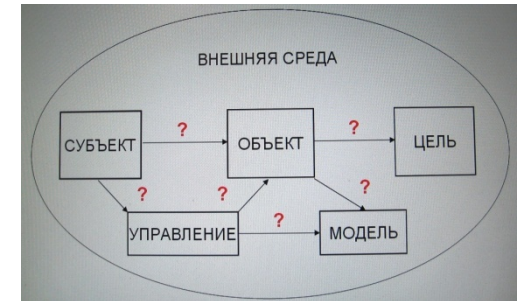 ВНЕШНЯЯ СРЕДА
СУБЪЕКТ
?
ОБЪЕКТ
?
ЦЕЛЬ
?
?
?
УПРАВЛЕНИЕ
?
МОДЕЛЬ